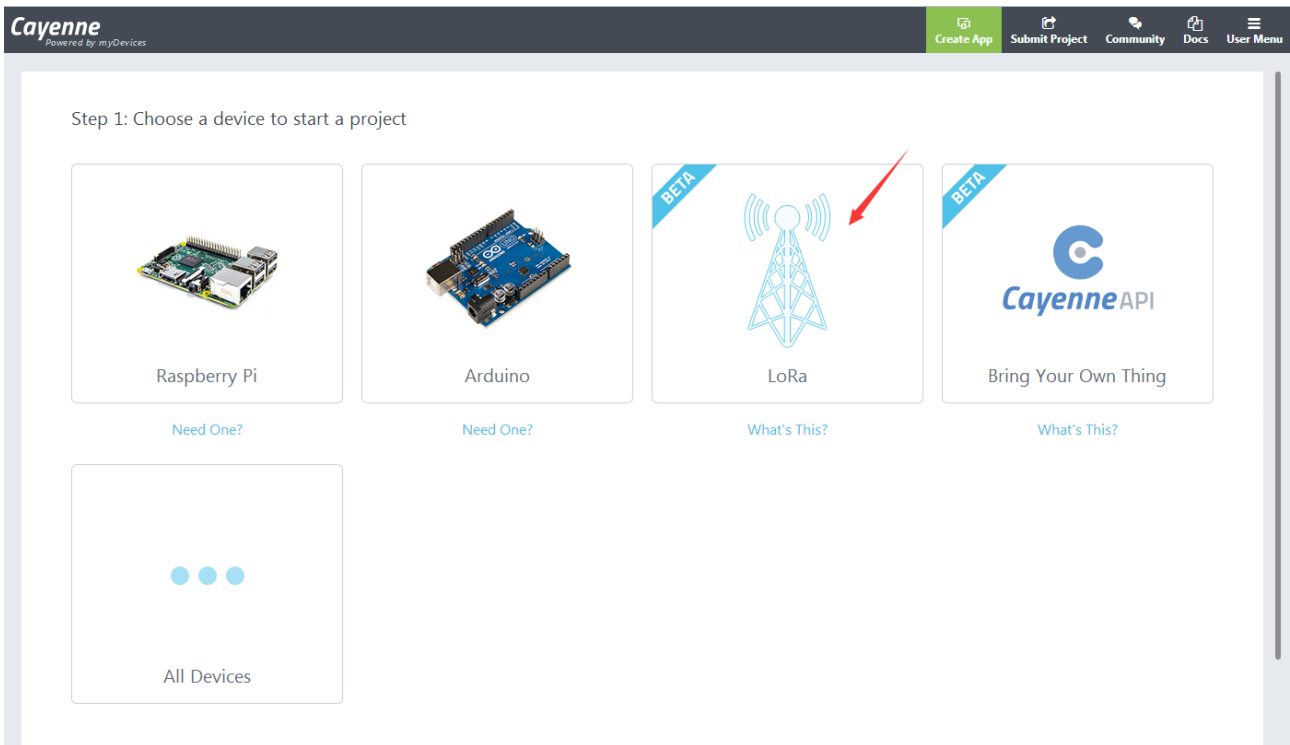 Cayenne
Powered by myDevices
Create App
Submit Project
Community
Docs
User Menu
Step 1: Choose a device to start a project
BETA
BETA
Cayenne API
Raspberry Pi
Arduino
LoRa
Bring Your Own Thing
Need One?
Need One?
What's This?
What's This?
All Devices